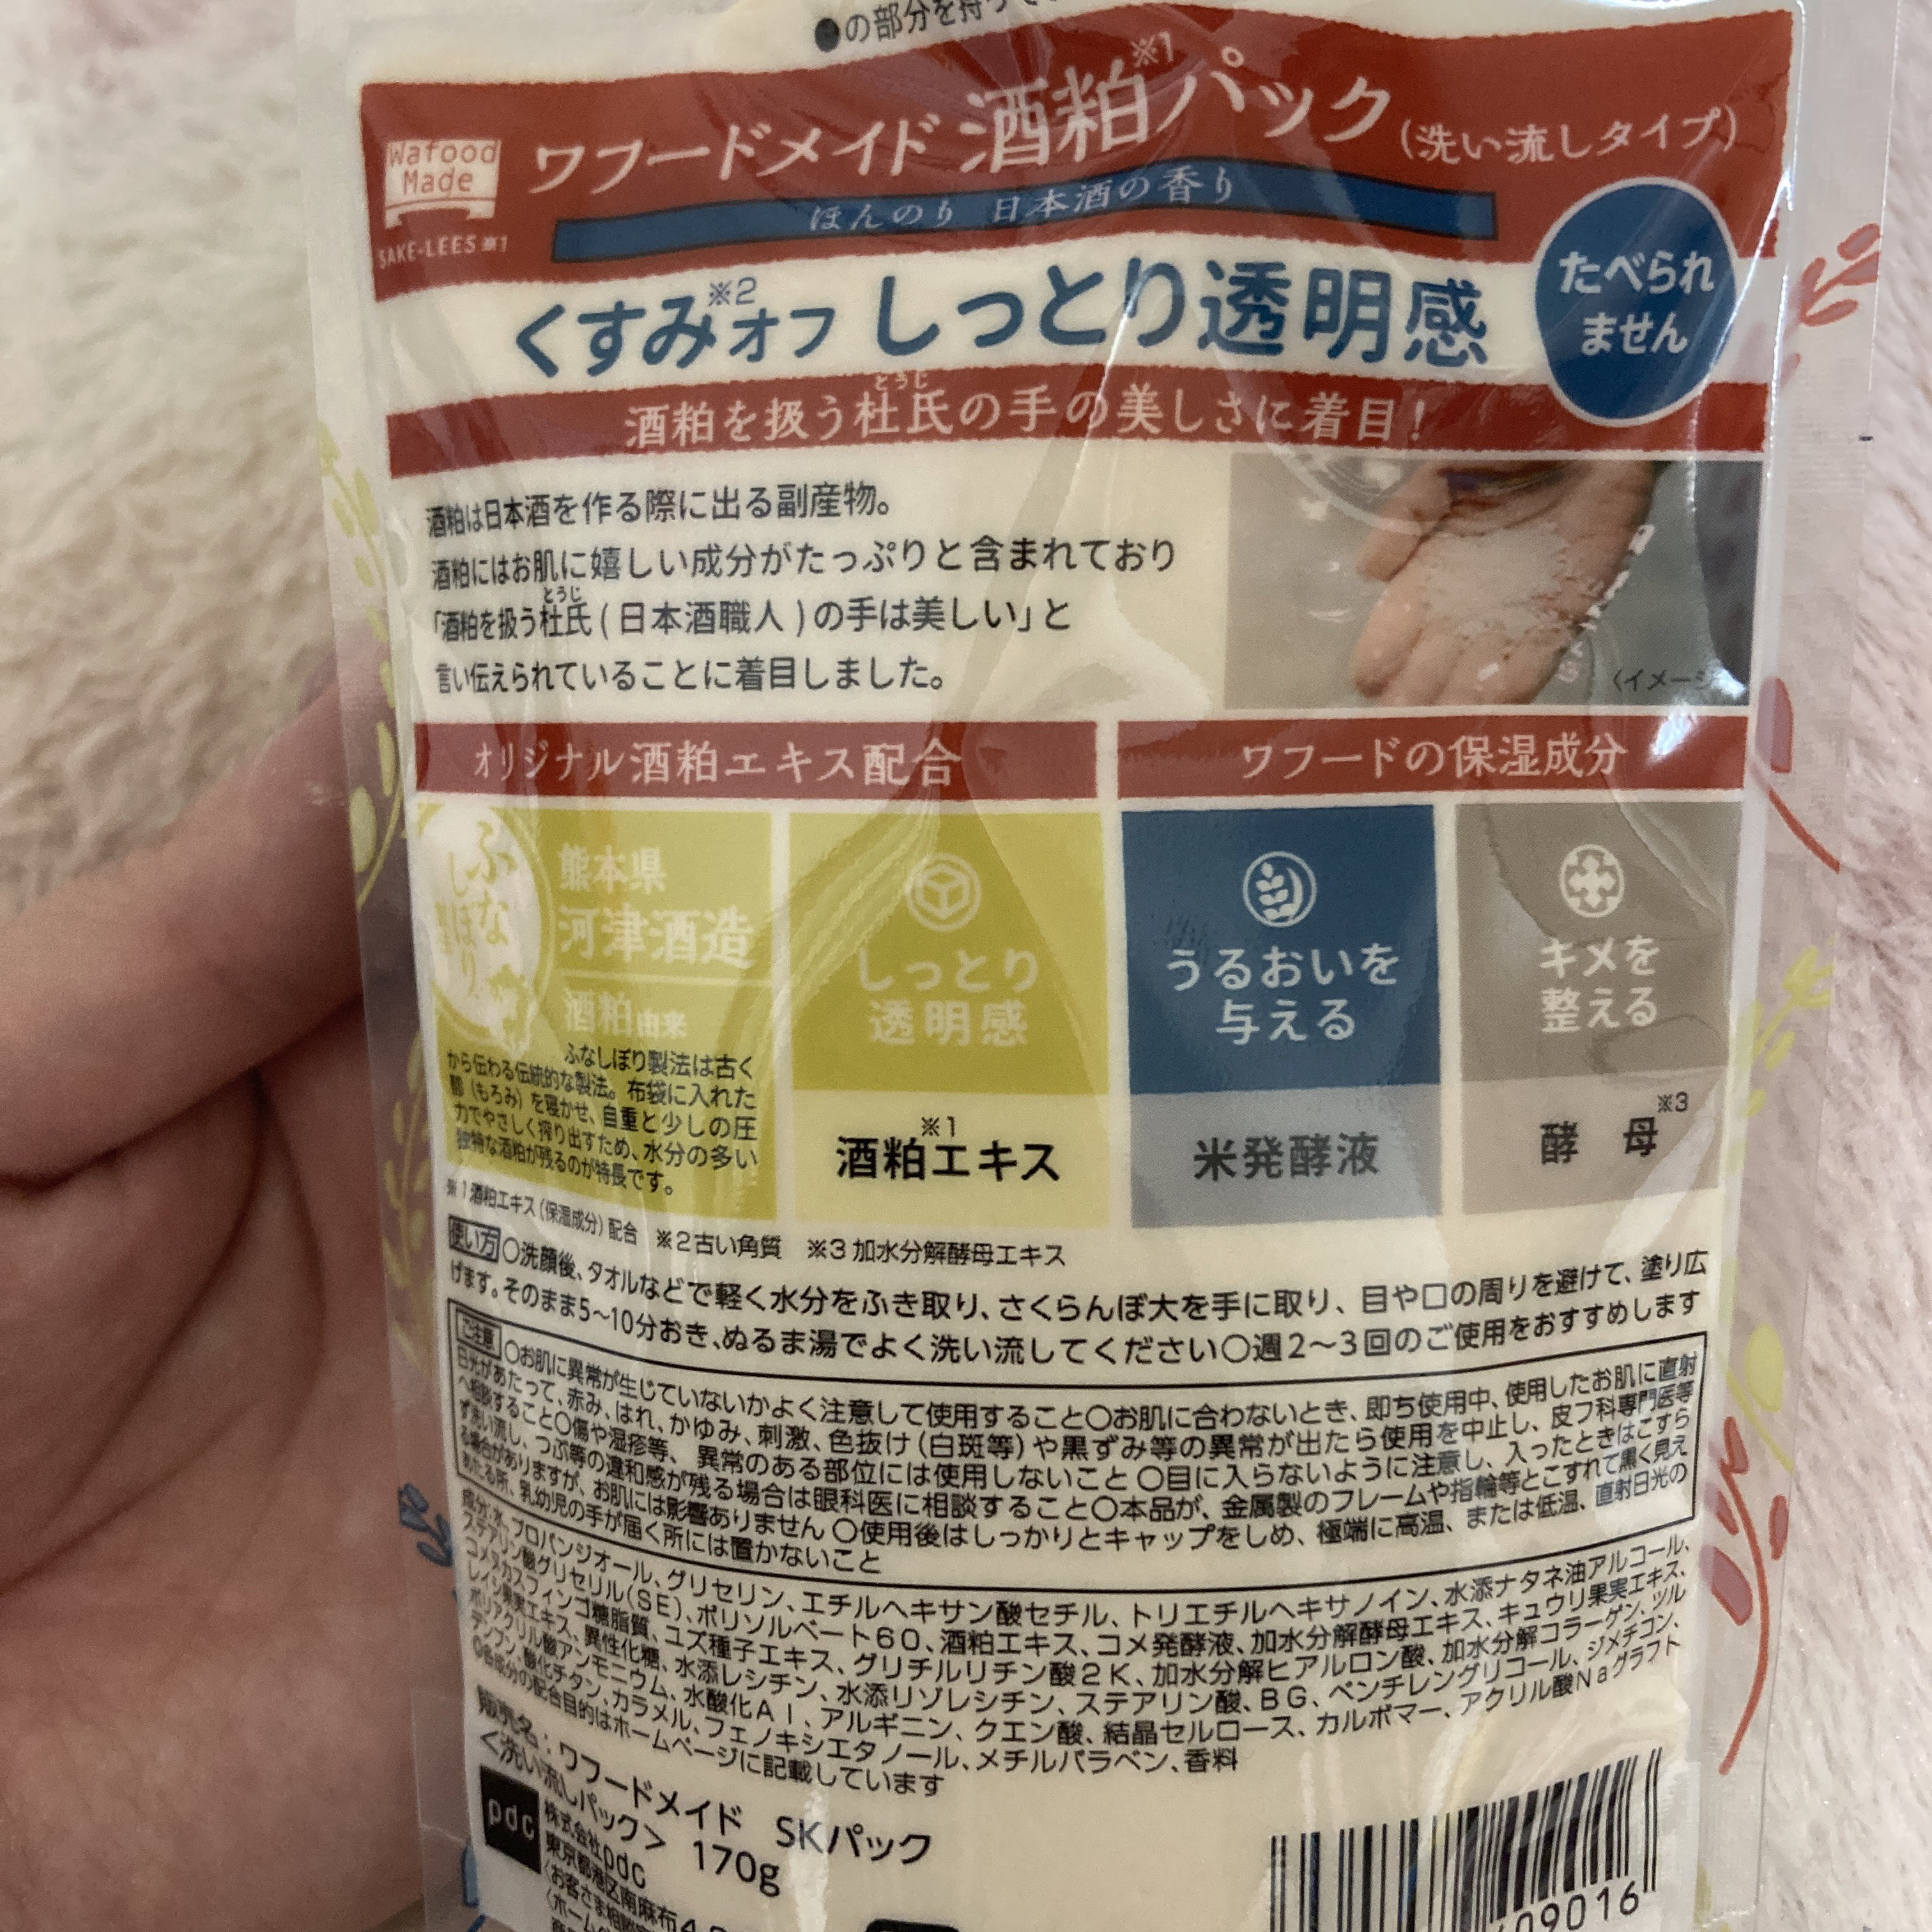 ●の部分を持って
Wafood
Made
SAKE-LEES ※1
ワフードメイド 酒粕※1パック (洗い流しタイプ)
ほんのり 日本酒の香り
くすみ※2オフ しっとり透明感
たべられ
ません
酒粕を扱う杜氏の手の美しさに着目!
とうじ
酒粕は日本酒を作る際に出る副産物。
酒粕にはお肌に嬉しい成分がたっぷりと含まれており
とうじ
「酒粕を扱う杜氏(日本酒職人)の手は美しい」と
言い伝えられていることに着目しました。
〈イメージ
オリジナル酒粕エキス配合
ワフードの保湿成分
ふな
しぼり
熊本県
河津酒造
酒粕由来
ふなしぼり製法は古く
から伝わる伝統的な製法。布袋に入れた
醪(もろみ)を寝かせ、自重と少しの圧
力でやさしく搾り出すため、水分の多い
独特な酒粕が残るのが特長です。
しっとり
透明感
酒粕エキス※1
うるおいを
与える
米発酵液
キメを
整える
酵母※3
※1酒粕エキス(保湿成分)配合 ※2古い角質 ※3加水分解酵母エキス
使い方 〇洗顔後、タオルなどで軽く水分をふき取り、さくらんぼ大を手に取り、目や口の周りを避けて、塗り広
げます。そのまま5~10分おき、ぬるま湯でよく洗い流してください〇週2~3回のご使用をおすすめします
ご注意 〇お肌に異常が生じていないかよく注意して使用すること〇お肌に合わないとき、即ち使用中、使用したお肌に直射
日光があたって、赤み、はれ、かゆみ、刺激、色抜け(白斑等)や黒ずみ等の異常が出たら使用を中止し、皮フ科専門医等
へ相談すること〇傷や湿疹等、異常のある部位には使用しないこと〇目に入らないように注意し、入ったときはこすら
ず洗い流し、つぶ等の違和感が残る場合は眼科医に相談すること〇本品が、金属製のフレームや指輪等とこすれて黒く見え
る場合がありますが、お肌には影響ありません〇使用後はしっかりとキャップをしめ、極端に高温、または低温、直射日光の
あたる所、乳幼児の手が届く所には置かないこと
成分:水、プロパンジオール、グリセリン、エチルヘキサン酸セチル、トリエチルヘキサノイン、水添ナタネ油アルコール、
ステアリン酸グリセリル(SE)、ポリソルベート60、酒粕エキス、コメ発酵液、加水分解酵母エキス、キュウリ果実エキス、
コメヌカスフィンゴ糖脂質、ユズ種子エキス、グリチルリチン酸2K、加水分解ヒアルロン酸、加水分解コラーゲン、ツル
レイシ果実エキス、異性化糖、水添レシチン、水添リゾレシチン、ステアリン酸、BG、ペンチレングリコール、ジメチコン、
ポリアクリル酸アンモニウム、水酸化Al、アルギニン、クエン酸、結晶セルロース、カルボマー、アクリル酸Naグラフト
デンプン、酸化チタン、カラメル、フェノキシエタノール、メチルパラベン、香料
◎各成分の配合目的はホームページに記載しています
販売名:ワフードメイド SKパック
<洗い流しパック> 170g
pdc
株式会社pdc
東京都港区南麻布4
〈お客さま相談
〈ホーム
09016